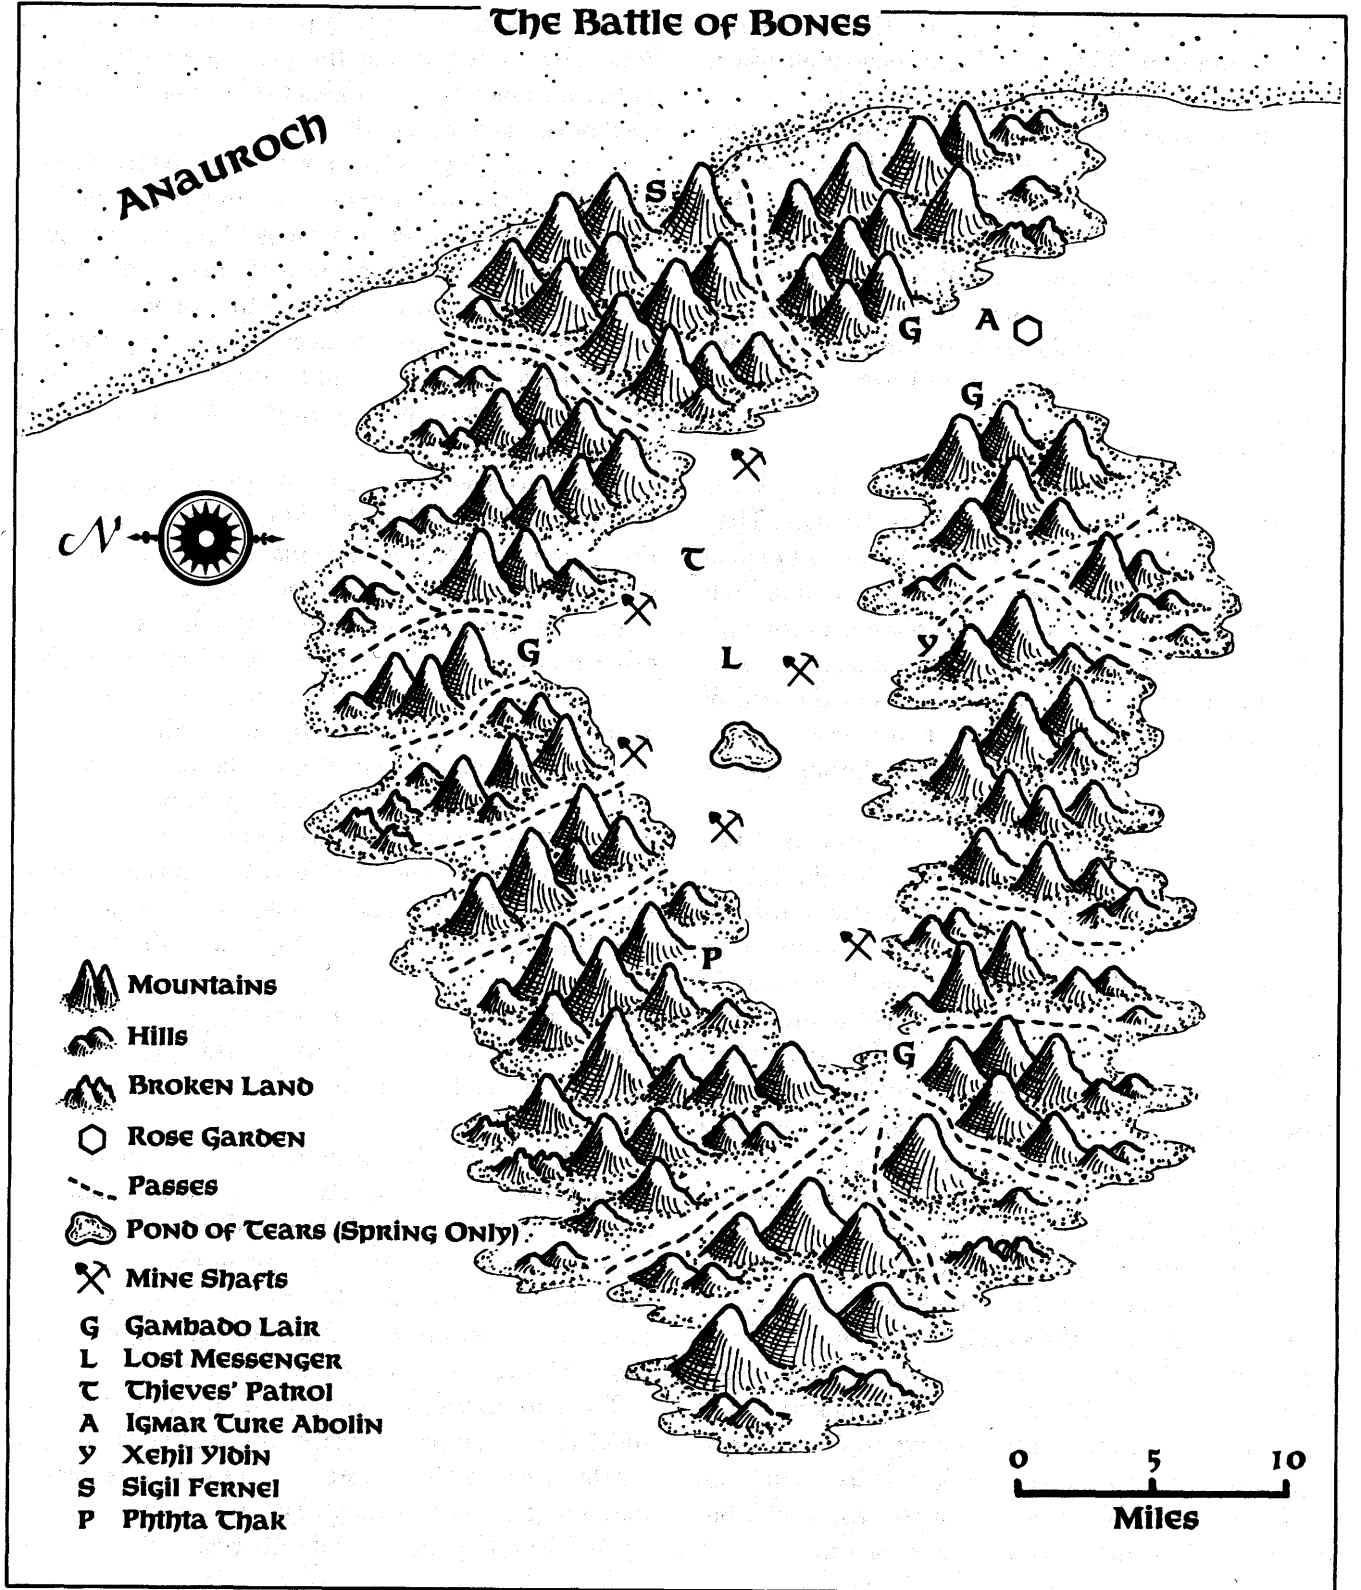 The Battle of Bones
Anauroch
S
G
A
G
N
T
G
L
Y
P
G
Mountains
Hills
Broken Land
Rose Garden
Passes
Pond of Tears (Spring Only)
Mine Shafts
G Gambado Lair
L Lost Messenger
T Thieves' Patrol
A Igmar Ture Abolin
Y Xehil Yldin
S Sigil Fernel
P Phthta Thak
0 5 10
Miles